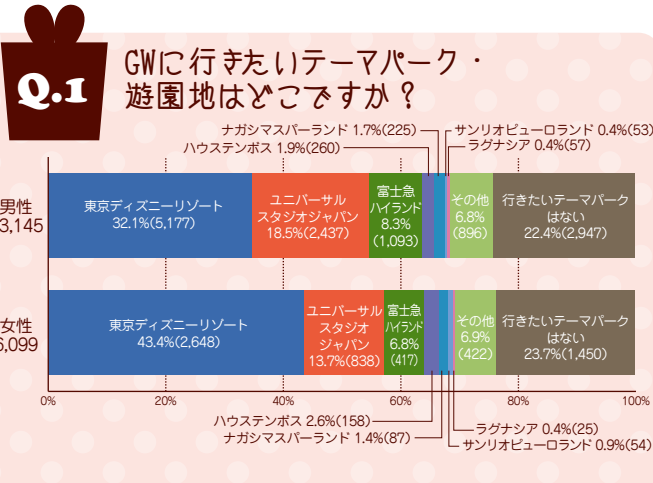 Q.1
GWに行きたいテーマパーク・
遊園地はどこですか？
ナガシマスパーランド 1.7%(225)
サンリオピューロランド 0.4%(53)
ハウステンボス 1.9%(260)
ラグナシア 0.4%(57)
男性
3,145
東京ディズニーリゾート
32.1%(5,177)
ユニバーサル
スタジオジャパン
18.5%(2,437)
富士急
ハイランド
8.3%
(1,093)
その他
6.8%
(896)
行きたいテーマパーク
はない
22.4%(2,947)
女性
6,099
東京ディズニーリゾート
43.4%(2,648)
ユニバーサル
スタジオ
ジャパン
13.7%(838)
富士急
ハイランド
6.8%
(417)
その他
6.9%
(422)
行きたいテーマパーク
はない
23.7%(1,450)
0%
20%
40%
60%
80%
100%
ハウステンボス 2.6%(158)
ラグナシア 0.4%(25)
ナガシマスパーランド 1.4%(87)
サンリオピューロランド 0.9%(54)